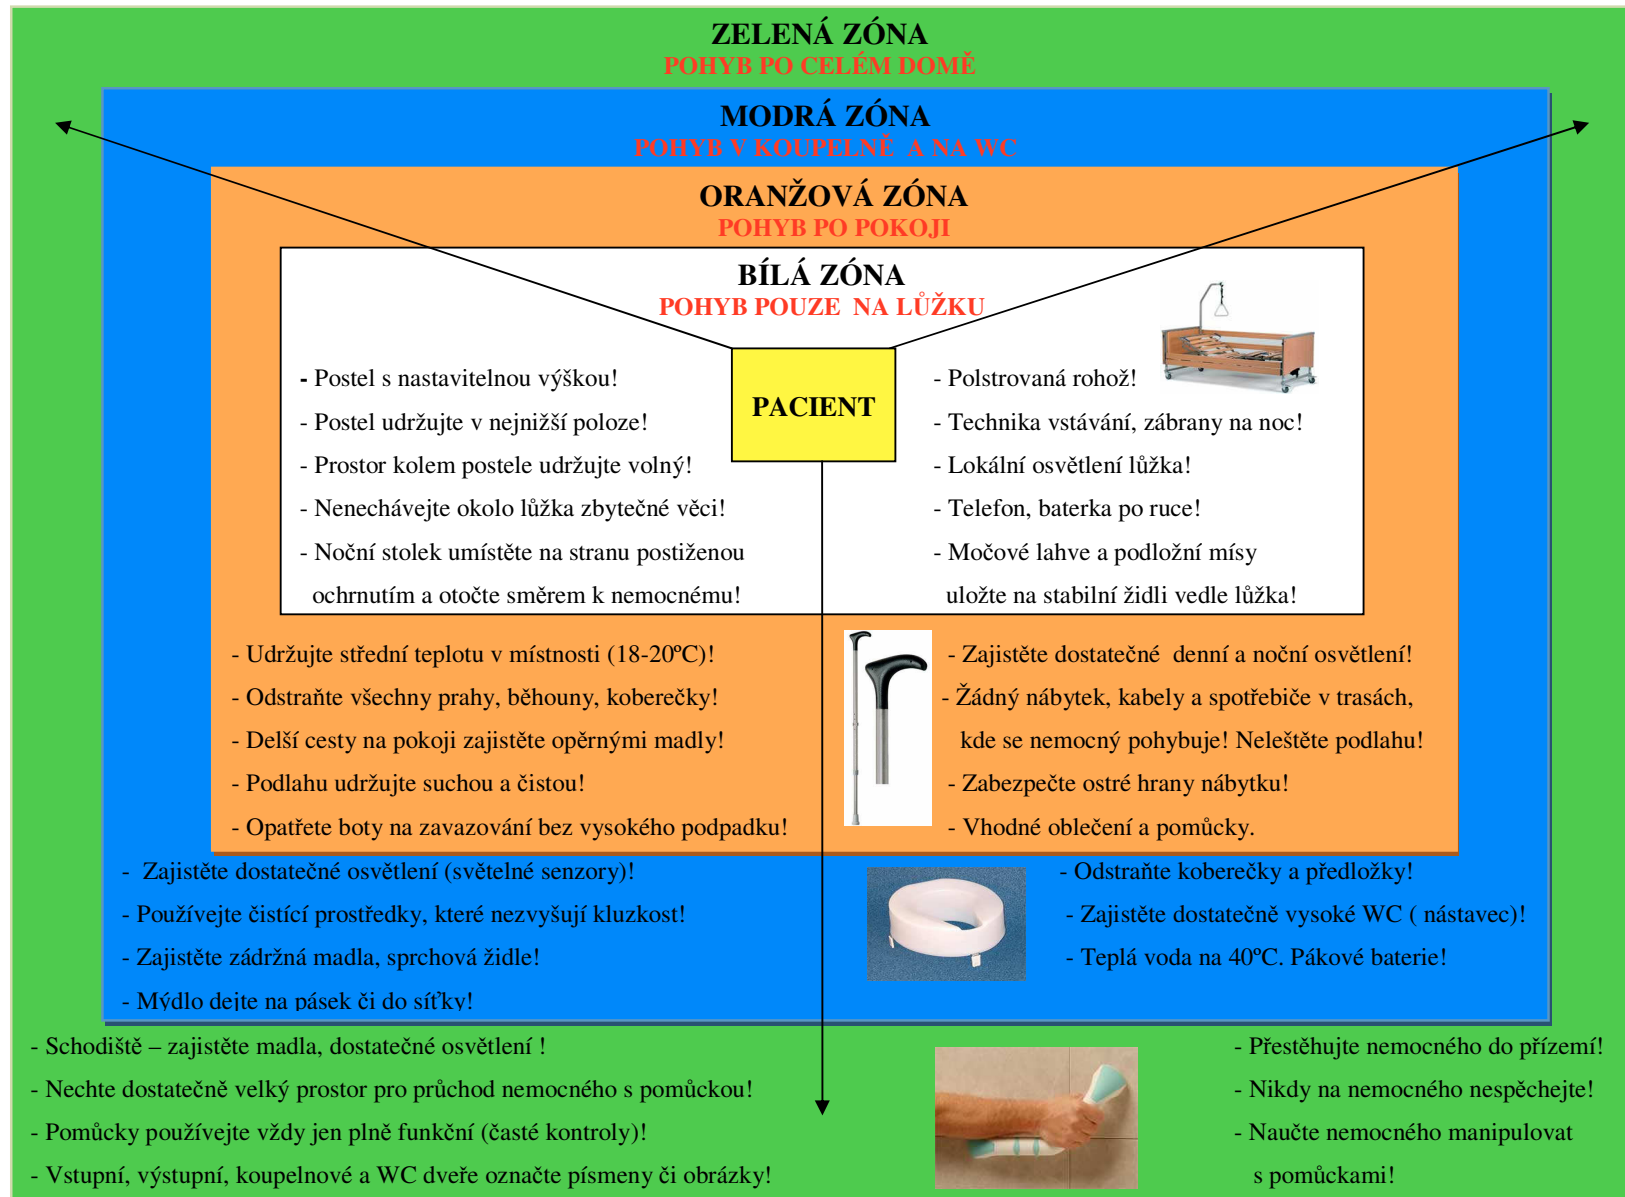 ZELENÁ ZÓNA
POHYB PO CELÉM DOMĚ
MODRÁ ZÓNA
POHYB V KOUPELNĚ A NA WC
ORANŽOVÁ ZÓNA
POHYB PO POKOJI
BÍLÁ ZÓNA
POHYB POUZE NA LŮŽKU
PACIENT
- Postel s nastavitelnou výškou!
- Postel udržujte v nejnižší poloze!
- Prostor kolem postele udržujte volný!
- Nenechávejte okolo lůžka zbytečné věci!
- Noční stolek umístěte na stranu postiženou
ochrnutím a otočte směrem k nemocnému!
- Polstrovaná rohož!
- Technika vstávání, zábrany na noc!
- Lokální osvětlení lůžka!
- Telefon, baterka po ruce!
- Močové lahve a podložní mísy
uložte na stabilní židli vedle lůžka!
- Udržujte střední teplotu v místnosti (18-20ºC)!
- Odstraňte všechny prahy, běhouny, koberečky!
- Delší cesty na pokoji zajistěte opěrnými madly!
- Podlahu udržujte suchou a čistou!
- Opatřete boty na zavazování bez vysokého podpadku!
- Zajistěte dostatečné denní a noční osvětlení!
- Žádný nábytek, kabely a spotřebiče v trasách,
kde se nemocný pohybuje! Neleštěte podlahu!
- Zabezpečte ostré hrany nábytku!
- Vhodné oblečení a pomůcky.
- Zajistěte dostatečné osvětlení (světelné senzory)!
- Používejte čistící prostředky, které nezvyšují kluzkost!
- Zajistěte zádržná madla, sprchová židle!
- Mýdlo dejte na pásek či do síťky!
- Odstraňte koberečky a předložky!
- Zajistěte dostatečně vysoké WC ( nástavec)!
- Teplá voda na 40ºC. Pákové baterie!
- Schodiště – zajistěte madla, dostatečné osvětlení !
- Nechte dostatečně velký prostor pro průchod nemocného s pomůckou!
- Pomůcky používejte vždy jen plně funkční (časté kontroly)!
- Vstupní, výstupní, koupelnové a WC dveře označte písmeny či obrázky!
- Přestěhujte nemocného do přízemí!
- Nikdy na nemocného nespěchejte!
- Naučte nemocného manipulovat
s pomůckami!